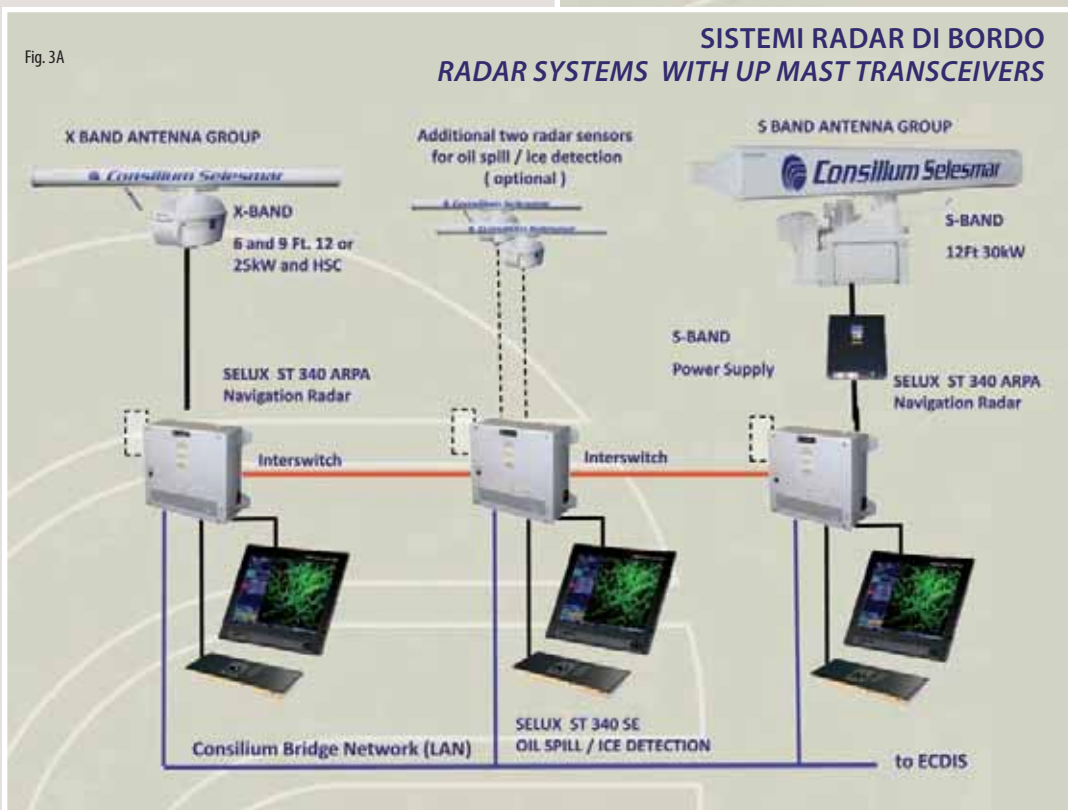 Fig. 3A
SISTEMI RADAR DI BORDO
RADAR SYSTEMS WITH UP MAST TRANSCEIVERS
X BAND ANTENNA GROUP
Consilium Selesmar
X-BAND
6 and 9 Ft. 12 or
25kW and HSC
Additional two radar sensors
for oil spill / ice detection
( optional )
Consilium Selesmar
Consilium Selesmar
S BAND ANTENNA GROUP
Consilium Selesmar
S-BAND
12Ft 30kW
S-BAND
Power Supply
SELUX ST 340 ARPA
Navigation Radar
SELUX ST 340 ARPA
Navigation Radar
Interswitch
Interswitch
SELUX ST 340 SE
OIL SPILL / ICE DETECTION
Consilium Bridge Network (LAN)
to ECDIS